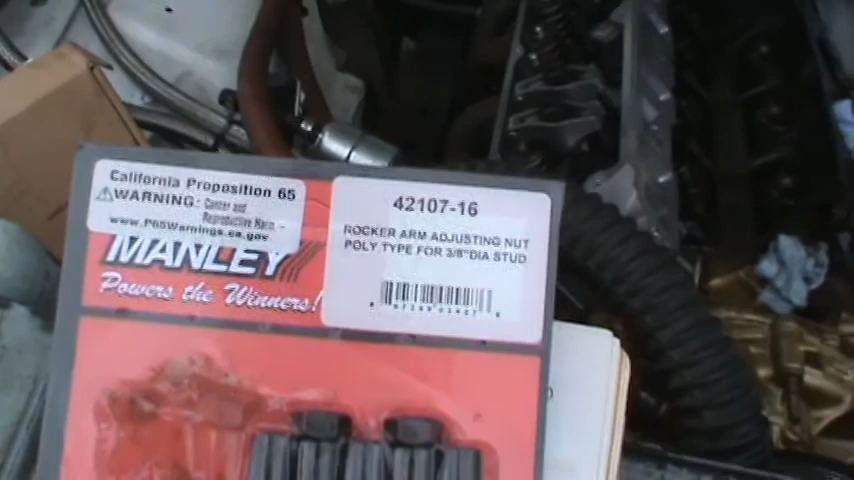 California Proposition 65
WARNING: Cancer and
Reproductive Harm -
www.P65Warnings.ca.gov
MANLEY
Powers the Winners!
42107-16
ROCKER ARM ADJUSTING NUT
POLY TYPE FOR 3/8"DIA STUD